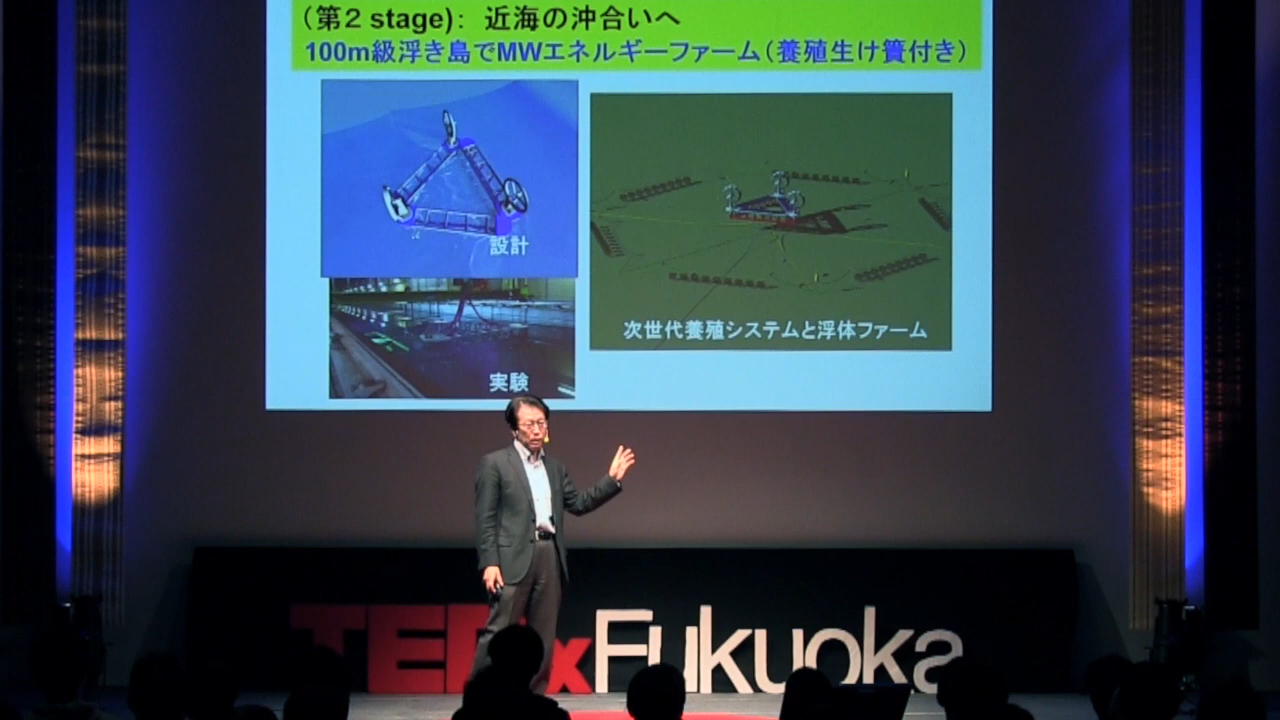 （第２ stage）： 近海の沖合いへ
100m級浮き島でMWエネルギーファーム（養殖生け簀付き）
設計
実験
次世代養殖システムと浮体ファーム
TEDxFukuoka